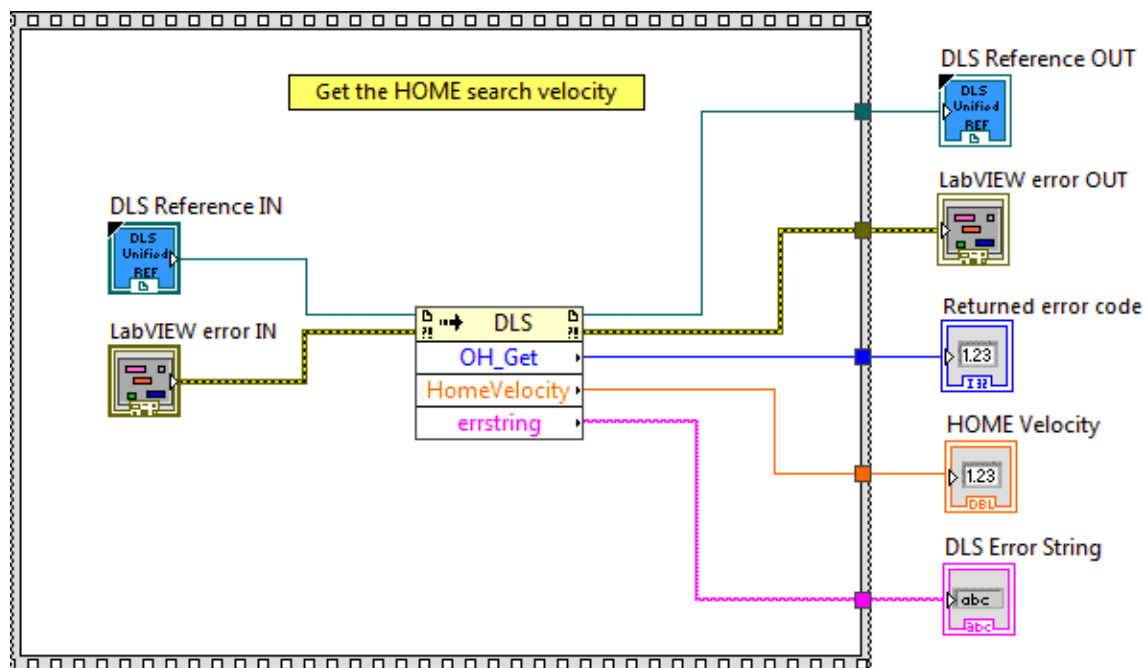 Get the HOME search velocity
DLS Reference OUT
DLS
Unified
REF
LabVIEW error OUT
DLS Reference IN
DLS
Unified
REF
LabVIEW error IN
?! DLS ?!
OH_Get
HomeVelocity
errstring
Returned error code
1.23
I32
HOME Velocity
1.23
DBL
DLS Error String
abc
abc